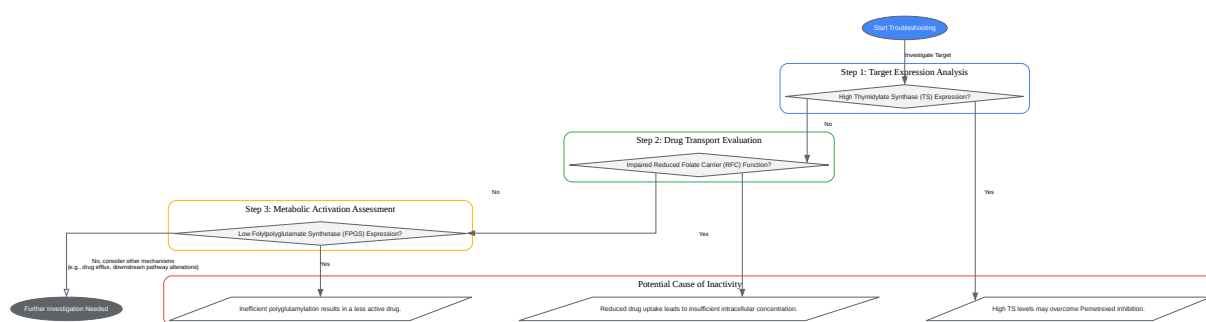 Start Troubleshooting
Investigate Target
Step 1: Target Expression Analysis
High Thymidylate Synthase (TS) Expression?
No
Step 2: Drug Transport Evaluation
Impaired Reduced Folate Carrier (RFC) Function?
No
Yes
Step 3: Metabolic Activation Assessment
Low Folylpolyglutamate Synthetase (FPGS) Expression?
Yes
No, consider other mechanisms
(e.g., drug efflux, downstream pathway alterations)
Yes
Potential Cause of Inactivity
Further Investigation Needed
Inefficient polyglutamylation results in a less active drug.
Reduced drug uptake leads to insufficient intracellular concentration.
High TS levels may overcome Pemetrexed inhibition.